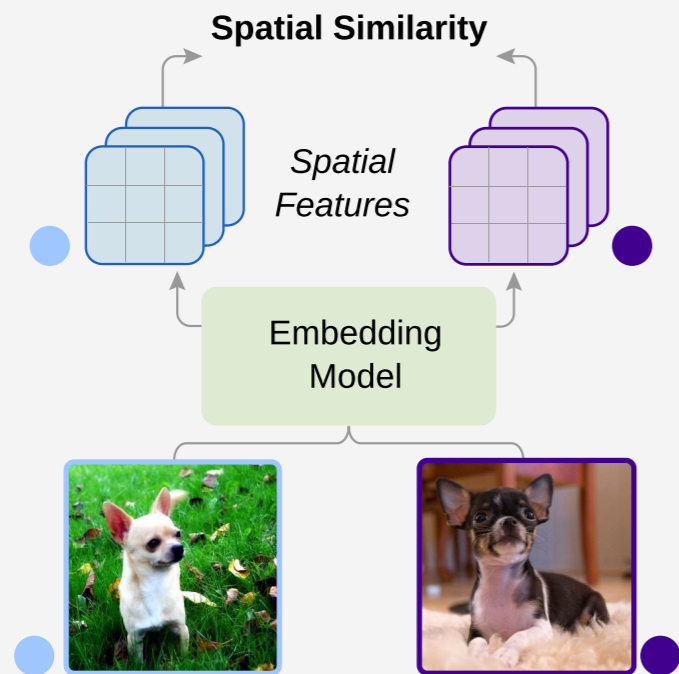 Spatial Similarity
Spatial
Features
Embedding
Model